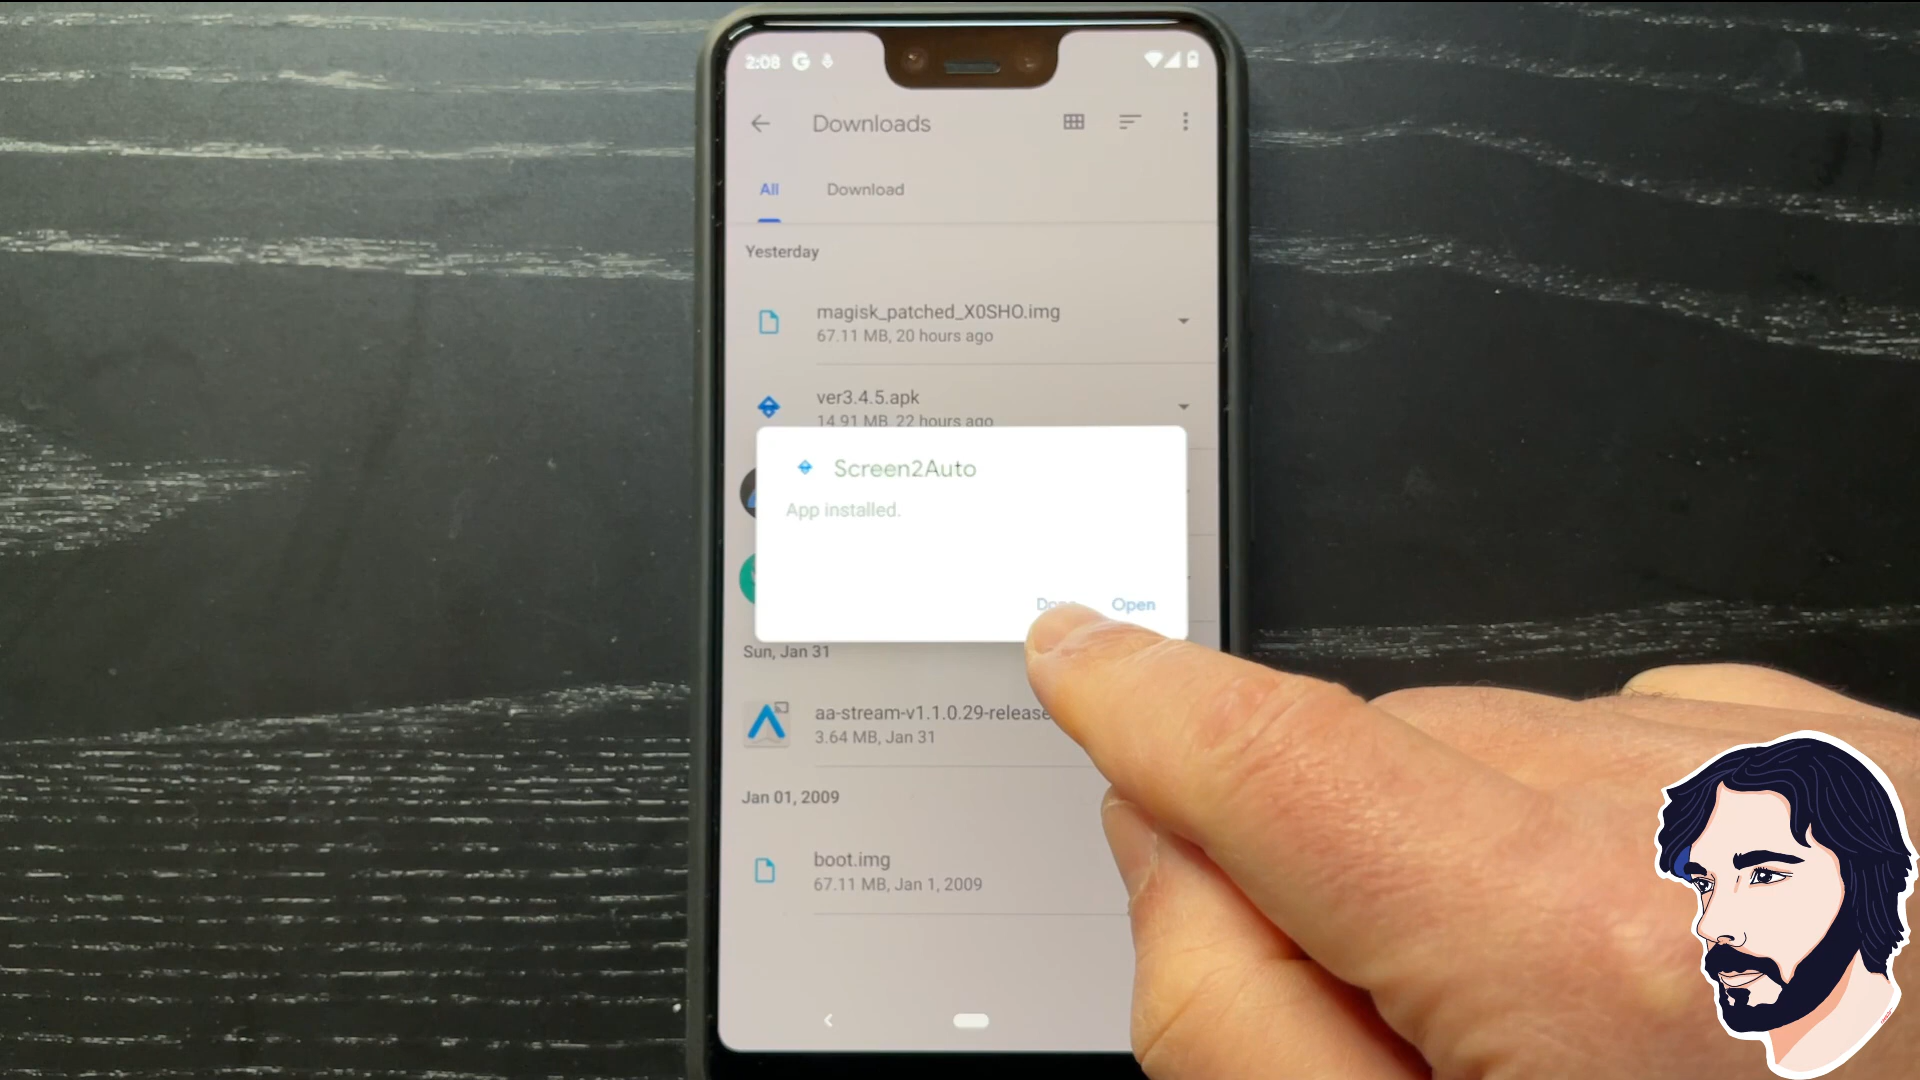 2:08
Downloads
All Download
Yesterday
magisk_patched_X0SHO.img
67.11 MB, 20 hours ago
ver3.4.5.apk
14.91 MB, 22 hours ago
Screen2Auto
App installed.
Open
Sun, Jan 31
aa-stream-v1.1.0.29-release
3.64 MB, Jan 31
Jan 01, 2009
boot.img
67.11 MB, Jan 1, 2009